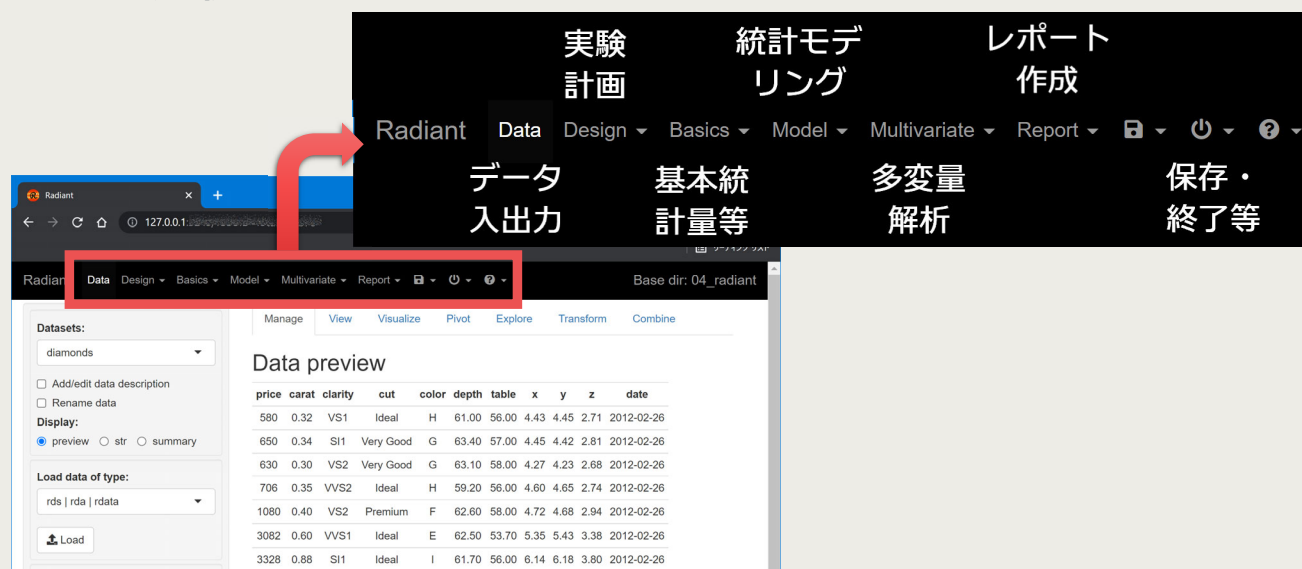 実験
計画
統計モデ
リング
レポート
作成
Radiant Data Design Basics Model Multivariate Report
データ
入出力
基本統
計量等
多変量
解析
保存・
終了等
Radiant
127.0.0.1
リーディング リスト
Radiant Data Design Basics Model Multivariate Report Base dir: 04_radiant
Manage View Visualize Pivot Explore Transform Combine
Datasets:
diamonds
Add/edit data description
Rename data
Display:
preview str summary
Load data of type:
rds | rda | rdata
Load
Data preview
price carat clarity cut color depth table x y z date
580 0.32 VS1 Ideal H 61.00 56.00 4.43 4.45 2.71 2012-02-26
650 0.34 SI1 Very Good G 63.40 57.00 4.45 4.42 2.81 2012-02-26
630 0.30 VS2 Very Good G 63.10 58.00 4.27 4.23 2.68 2012-02-26
706 0.35 VVS2 Ideal H 59.20 56.00 4.60 4.65 2.74 2012-02-26
1080 0.40 VS2 Premium F 62.60 58.00 4.72 4.68 2.94 2012-02-26
3082 0.60 VVS1 Ideal E 62.50 53.70 5.35 5.43 3.38 2012-02-26
3328 0.88 SI1 Ideal I 61.70 56.00 6.14 6.18 3.80 2012-02-26